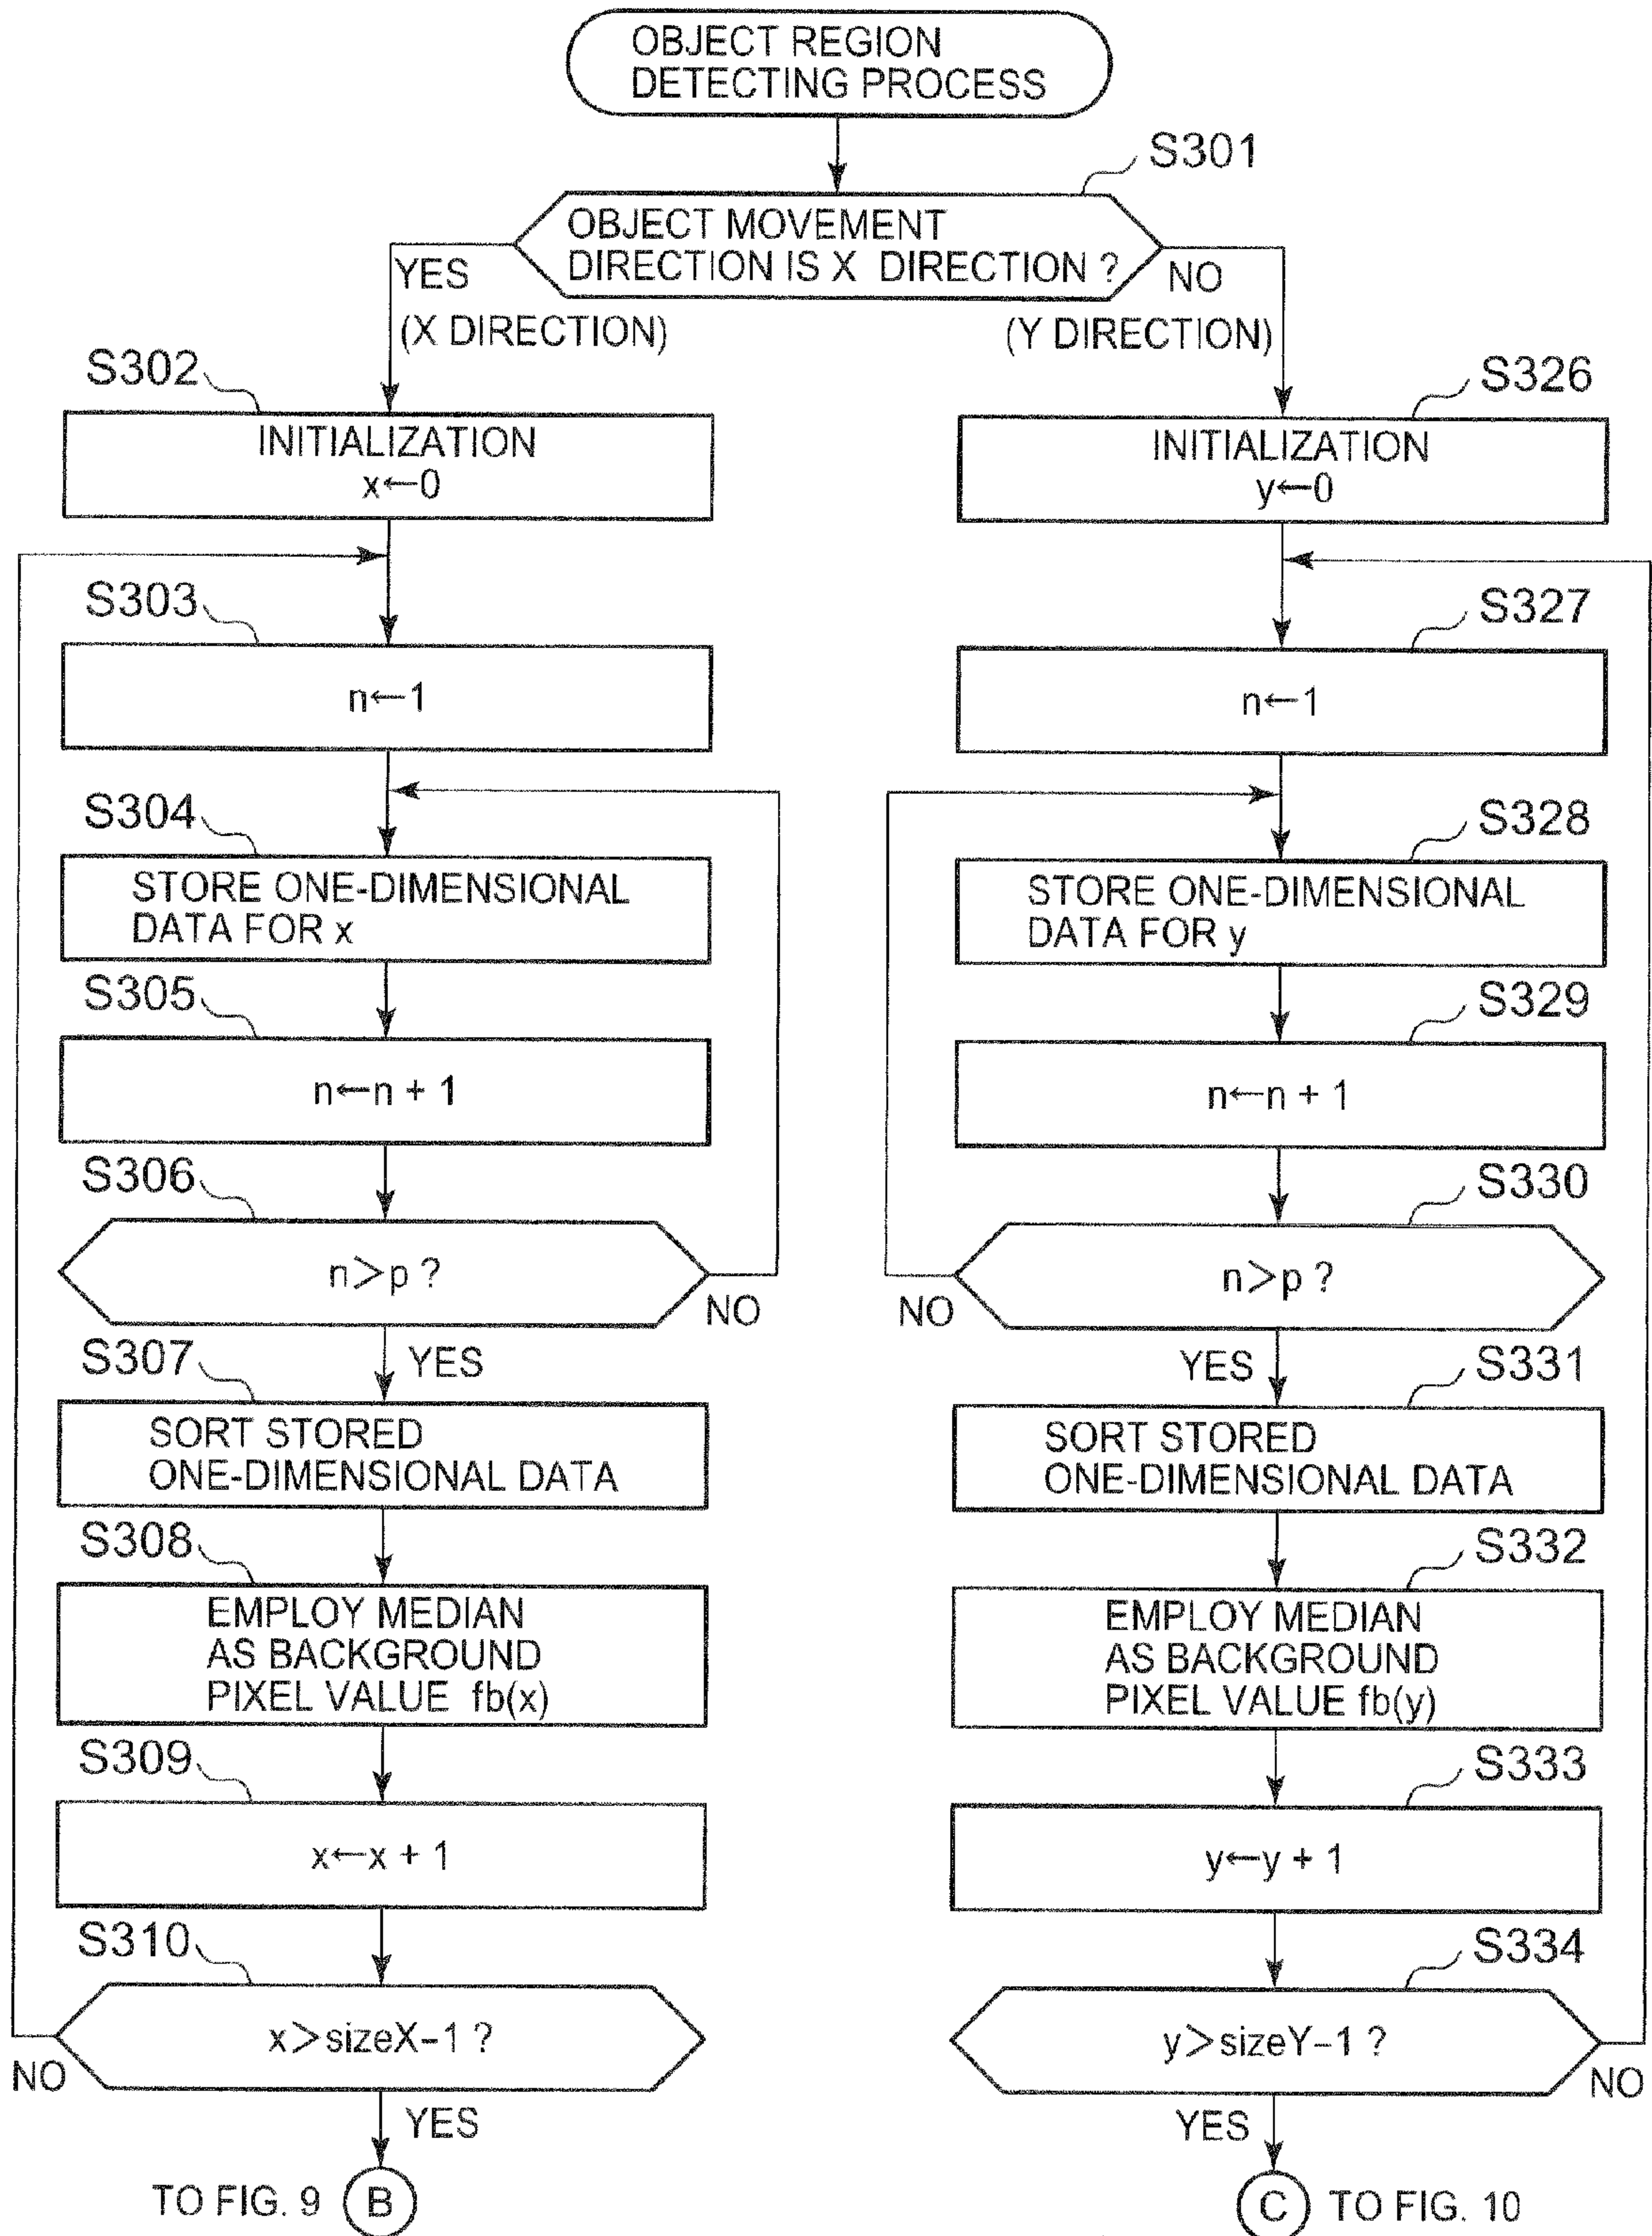 OBJECT REGION
DETECTING PROCESS
S301
OBJECT MOVEMENT
DIRECTION IS X DIRECTION ?
YES
(X DIRECTION)
NO
(Y DIRECTION)
S302
INITIALIZATION
x←0
S303
n←1
S304
STORE ONE-DIMENSIONAL
DATA FOR x
S305
n←n + 1
S306
n>p ?
NO
YES
S307
SORT STORED
ONE-DIMENSIONAL DATA
S308
EMPLOY MEDIAN
AS BACKGROUND
PIXEL VALUE fb(x)
S309
x←x + 1
S310
x>sizeX-1 ?
NO
YES
TO FIG. 9 B
S326
INITIALIZATION
y←0
S327
n←1
S328
STORE ONE-DIMENSIONAL
DATA FOR y
S329
n←n + 1
S330
n>p ?
NO
YES
S331
SORT STORED
ONE-DIMENSIONAL DATA
S332
EMPLOY MEDIAN
AS BACKGROUND
PIXEL VALUE fb(y)
S333
y←y + 1
S334
y>sizeY-1 ?
NO
YES
C TO FIG. 10